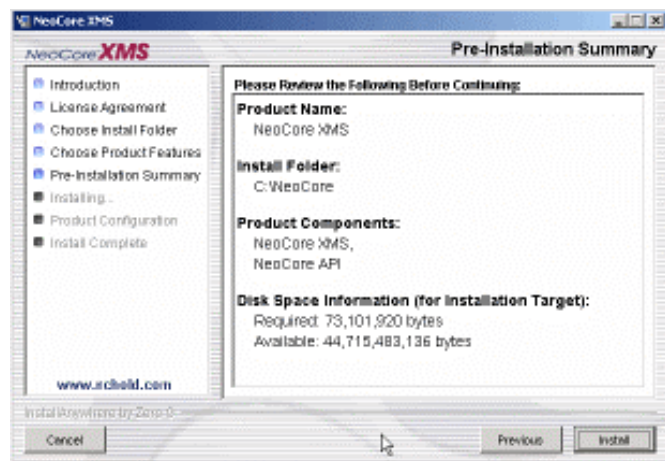 NeoCore XMS
NeoCore XMS
Pre-Installation Summary
Introduction
License Agreement
Choose Install Folder
Choose Product Features
Pre-Installation Summary
Installing...
Product Configuration
Install Complete
www.xchold.com
Please Review the Following Before Continuing:
Product Name:
NeoCore XMS
Install Folder:
C:\NeoCore
Product Components:
NeoCore XMS,
NeoCore API
Disk Space Information (for Installation Target):
Required: 73,101,920 bytes
Available: 44,715,483,136 bytes
InstallAnywhere by Zero G
Cancel
Previous
Install